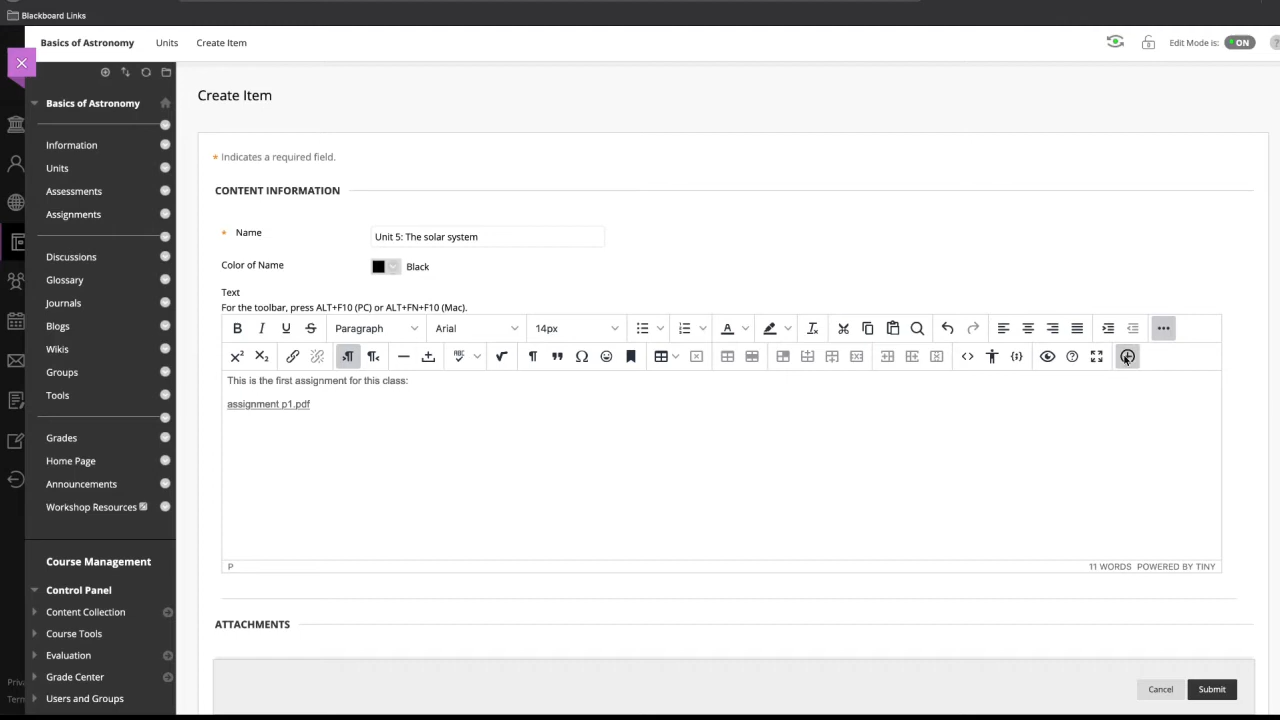 Blackboard Links
Basics of Astronomy
Units
Create Item
Edit Mode is:
ON
?
Basics of Astronomy
Information
Units
Assessments
Assignments
Discussions
Glossary
Journals
Blogs
Wikis
Groups
Tools
Grades
Home Page
Announcements
Workshop Resources
Course Management
Control Panel
Content Collection
Course Tools
Evaluation
Grade Center
Users and Groups
Priva
Term
Create Item
* Indicates a required field.
CONTENT INFORMATION
* Name
Unit 5: The solar system
Color of Name
Black
Text
For the toolbar, press ALT+F10 (PC) or ALT+FN+F10 (Mac).
B I U S Paragraph Arial 14px
This is the first assignment for this class:
assignment p1.pdf
P
11 WORDS POWERED BY TINY
ATTACHMENTS
Cancel
Submit